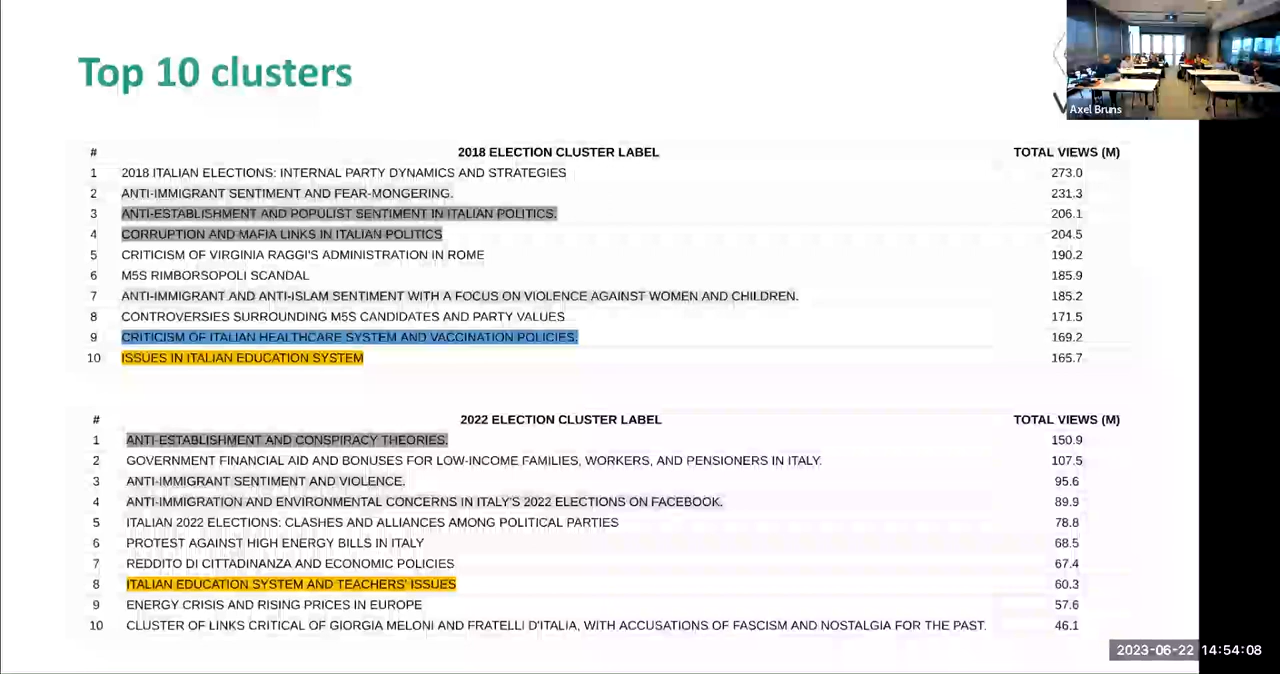 Top 10 clusters
Axel Bruns
# 2018 ELECTION CLUSTER LABEL TOTAL VIEWS (M)
1 2018 ITALIAN ELECTIONS: INTERNAL PARTY DYNAMICS AND STRATEGIES 273.0
2 ANTI-IMMIGRANT SENTIMENT AND FEAR-MONGERING. 231.3
3 ANTI-ESTABLISHMENT AND POPULIST SENTIMENT IN ITALIAN POLITICS. 206.1
4 CORRUPTION AND MAFIA LINKS IN ITALIAN POLITICS 204.5
5 CRITICISM OF VIRGINIA RAGGI'S ADMINISTRATION IN ROME 190.2
6 M5S RIMBORSOPOLI SCANDAL 185.9
7 ANTI-IMMIGRANT AND ANTI-ISLAM SENTIMENT WITH A FOCUS ON VIOLENCE AGAINST WOMEN AND CHILDREN. 185.2
8 CONTROVERSIES SURROUNDING M5S CANDIDATES AND PARTY VALUES 171.5
9 CRITICISM OF ITALIAN HEALTHCARE SYSTEM AND VACCINATION POLICIES. 169.2
10 ISSUES IN ITALIAN EDUCATION SYSTEM 165.7
# 2022 ELECTION CLUSTER LABEL TOTAL VIEWS (M)
1 ANTI-ESTABLISHMENT AND CONSPIRACY THEORIES. 150.9
2 GOVERNMENT FINANCIAL AID AND BONUSES FOR LOW-INCOME FAMILIES, WORKERS, AND PENSIONERS IN ITALY. 107.5
3 ANTI-IMMIGRANT SENTIMENT AND VIOLENCE. 95.6
4 ANTI-IMMIGRATION AND ENVIRONMENTAL CONCERNS IN ITALY'S 2022 ELECTIONS ON FACEBOOK. 89.9
5 ITALIAN 2022 ELECTIONS: CLASHES AND ALLIANCES AMONG POLITICAL PARTIES 78.8
6 PROTEST AGAINST HIGH ENERGY BILLS IN ITALY 68.5
7 REDDITO DI CITTADINANZA AND ECONOMIC POLICIES 67.4
8 ITALIAN EDUCATION SYSTEM AND TEACHERS' ISSUES 60.3
9 ENERGY CRISIS AND RISING PRICES IN EUROPE 57.6
10 CLUSTER OF LINKS CRITICAL OF GIORGIA MELONI AND FRATELLI D'ITALIA, WITH ACCUSATIONS OF FASCISM AND NOSTALGIA FOR THE PAST. 46.1
2023-06-22 14:54:08